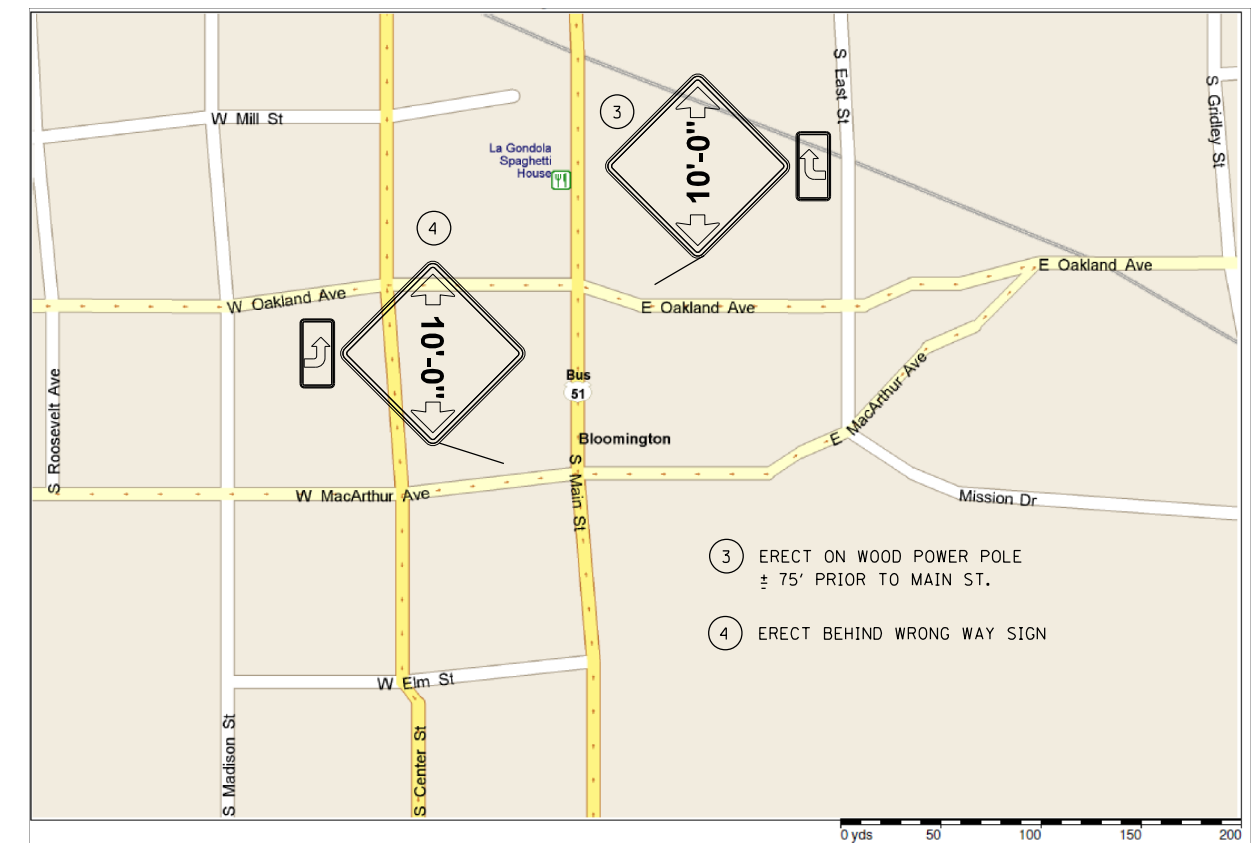 S East St
S Gridley St
3
10'-0"
W Mill St
La Gondola
Spaghetti
House
4
10'-0"
E Oakland Ave
W Oakland Ave
E Oakland Ave
S Roosevelt Ave
Bus
51
E MacArthur Ave
Bloomington
S Main St
W MacArthur Ave
Mission Dr
3 ERECT ON WOOD POWER POLE
± 75' PRIOR TO MAIN ST.
4 ERECT BEHIND WRONG WAY SIGN
W Elm St
S Madison St
S Center St
0 yds 50 100 150 200